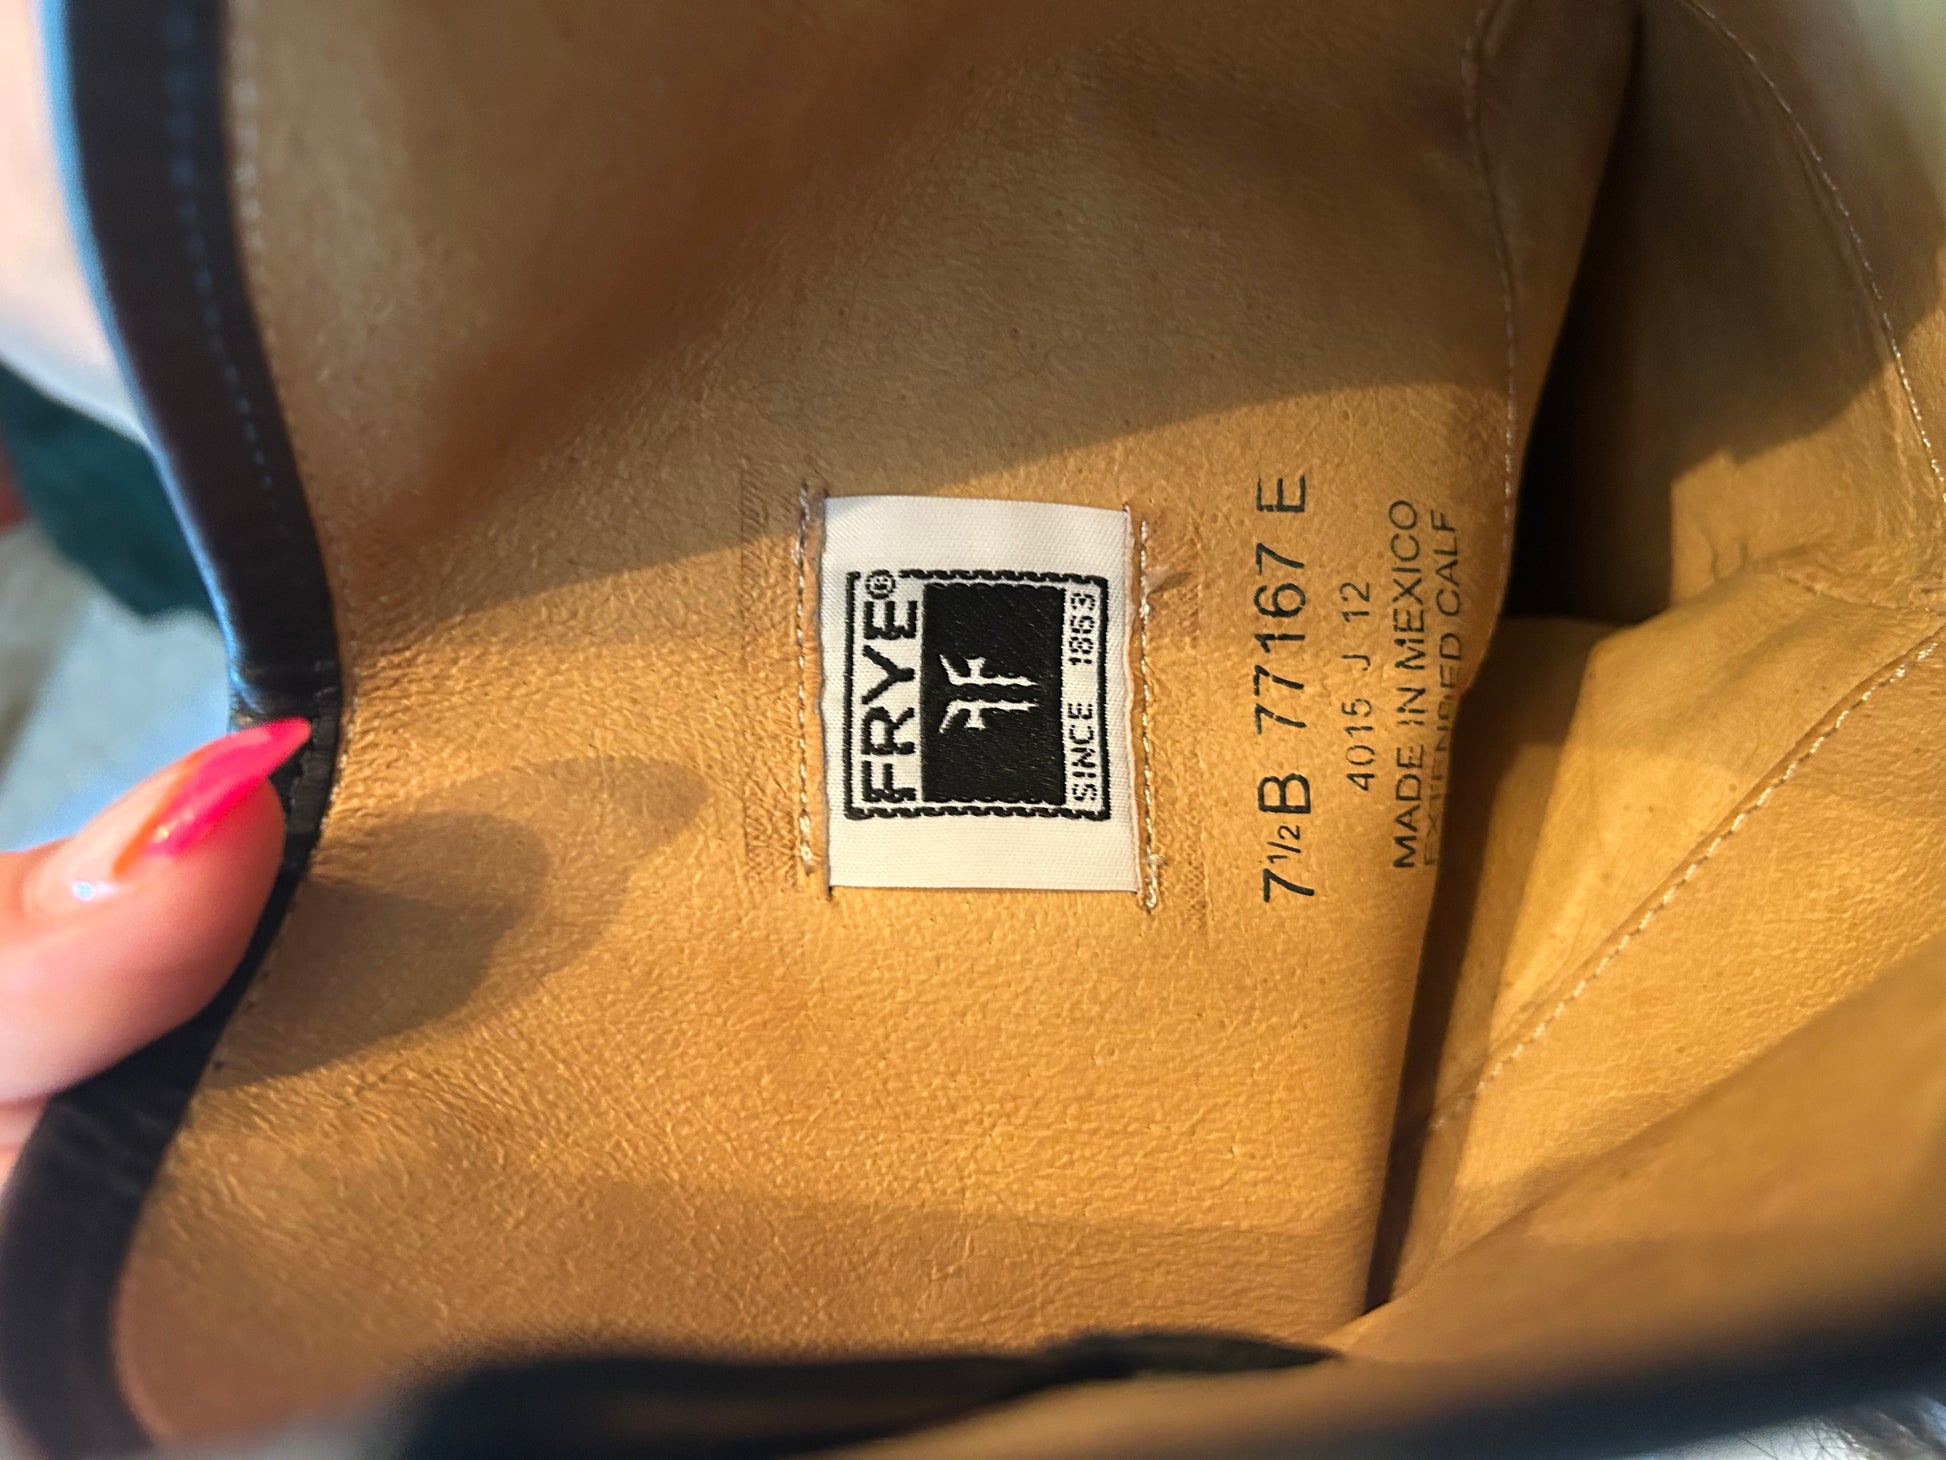 FRYE®
SINCE 1863
7½B 77167 E
4015 J 12
MADE IN MEXICO
EXTENDED CALF